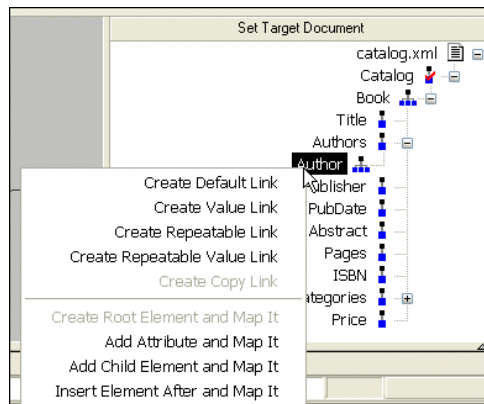 Set Target Document
catalog.xml
Catalog
Book
Title
Authors
Author
Publisher
PubDate
Abstract
Pages
ISBN
ategories
Price
Create Default Link
Create Value Link
Create Repeatable Link
Create Repeatable Value Link
Create Copy Link
Create Root Element and Map It
Add Attribute and Map It
Add Child Element and Map It
Insert Element After and Map It